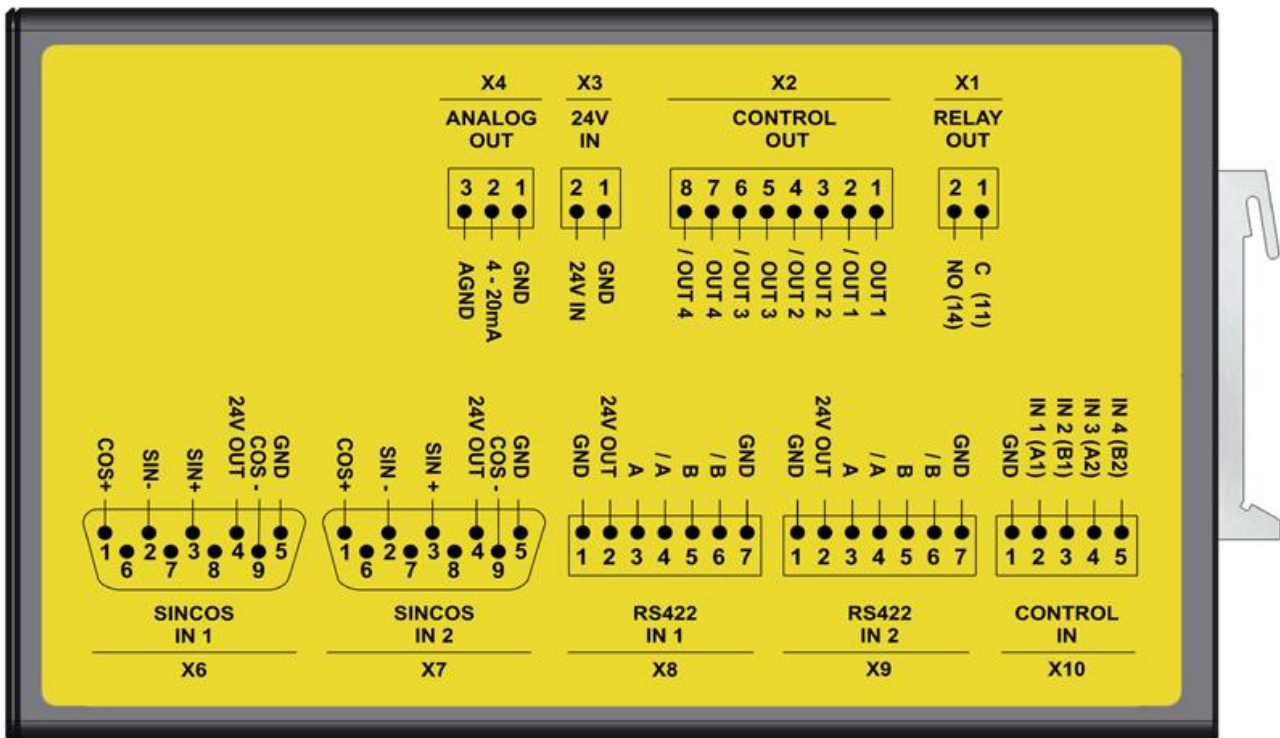 X4 X3 X2 X1
ANALOG OUT 24V IN CONTROL OUT RELAY OUT
3 2 1 2 1 8 7 6 5 4 3 2 1 2 1
AGND 4 - 20mA GND 24V IN GND / OUT 4 OUT 4 / OUT 3 OUT 3 / OUT 2 OUT 2 / OUT 1 OUT 1 NO (14) C (11)
COS+ SIN- SIN+ 24V OUT COS - GND COS+ SIN - SIN + 24V OUT COS - GND GND 24V OUT A / A B / B GND GND 24V OUT A / A B / B GND GND IN 1 (A1) IN 2 (B1) IN 3 (A2) IN 4 (B2)
1 2 3 4 5 1 2 3 4 5 1 2 3 4 5 6 7 1 2 3 4 5 6 7 1 2 3 4 5
6 7 8 9 6 7 8 9
SINCOS IN 1 SINCOS IN 2 RS422 IN 1 RS422 IN 2 CONTROL IN
X6 X7 X8 X9 X10